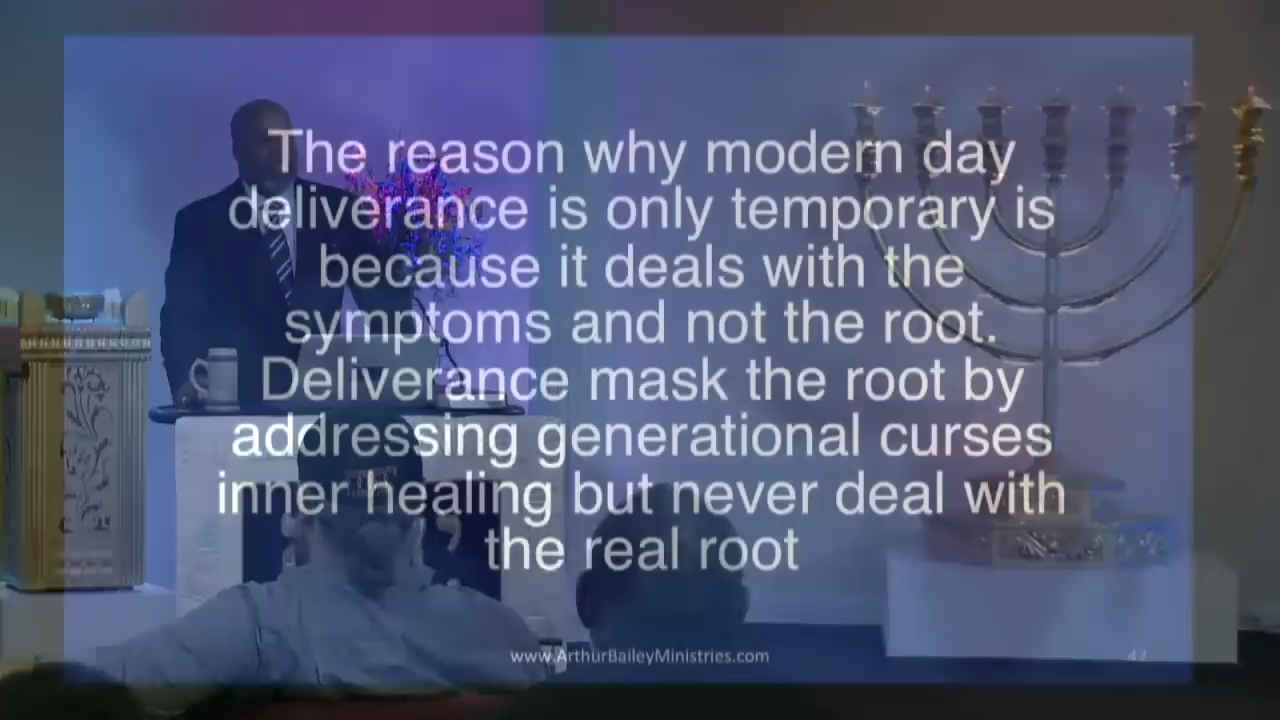 The reason why modern day
deliverance is only temporary is
because it deals with the
symptoms and not the root.
Deliverance mask the root by
addressing generational curses
inner healing but never deal with
the real root
www.ArthurBaileyMinistries.com